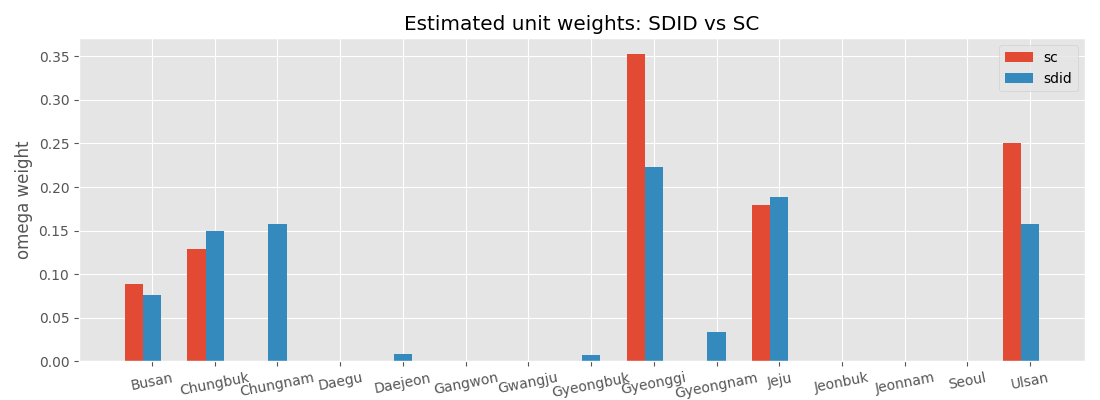 Estimated unit weights: SDID vs SC
omega weight
0.35
0.30
0.25
0.20
0.15
0.10
0.05
0.00
sc
sdid
Busan
Chungbuk
Chungnam
Daegu
Daejeon
Gangwon
Gwangju
Gyeongbuk
Gyeonggi
Gyeongnam
Jeju
Jeonbuk
Jeonnam
Seoul
Ulsan